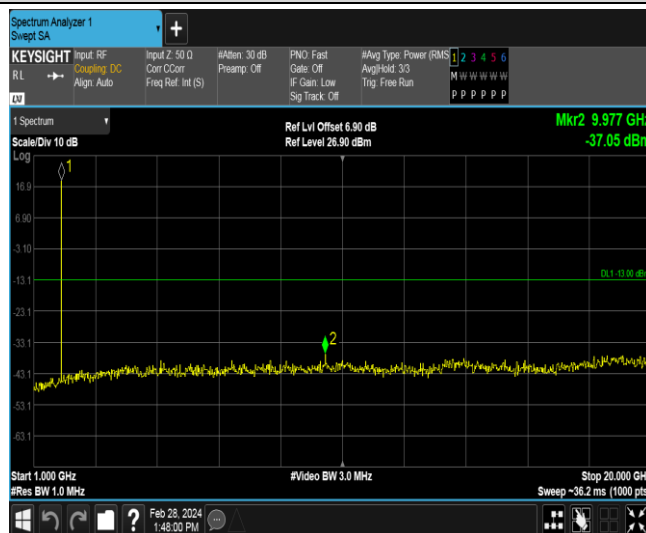 Spectrum Analyzer 1
Swept SA
+
KEYSIGHT
RL
LXI
Input: RF
Coupling: DC
Align: Auto
Input Z: 50 Ω
Corr CCorr
Freq Ref: Int (S)
#Atten: 30 dB
Preamp: Off
PNO: Fast
Gate: Off
IF Gain: Low
Sig Track: Off
#Avg Type: Power (RMS
Avg|Hold: 3/3
Trig: Free Run
1 2 3 4 5 6
M W W W W W
P P P P P P
1 Spectrum
Scale/Div 10 dB
Log
Ref Lvl Offset 6.90 dB
Ref Level 26.90 dBm
Mkr2 9.977 GHz
-37.05 dBm
1
16.9
6.90
-3.10
-13.1
DL1 -13.00 dBm
-23.1
-33.1
2
-43.1
-53.1
-63.1
Start 1.000 GHz
#Res BW 1.0 MHz
#Video BW 3.0 MHz
Stop 20.000 GHz
Sweep ~36.2 ms (1000 pts
?
Feb 28, 2024
1:48:00 PM